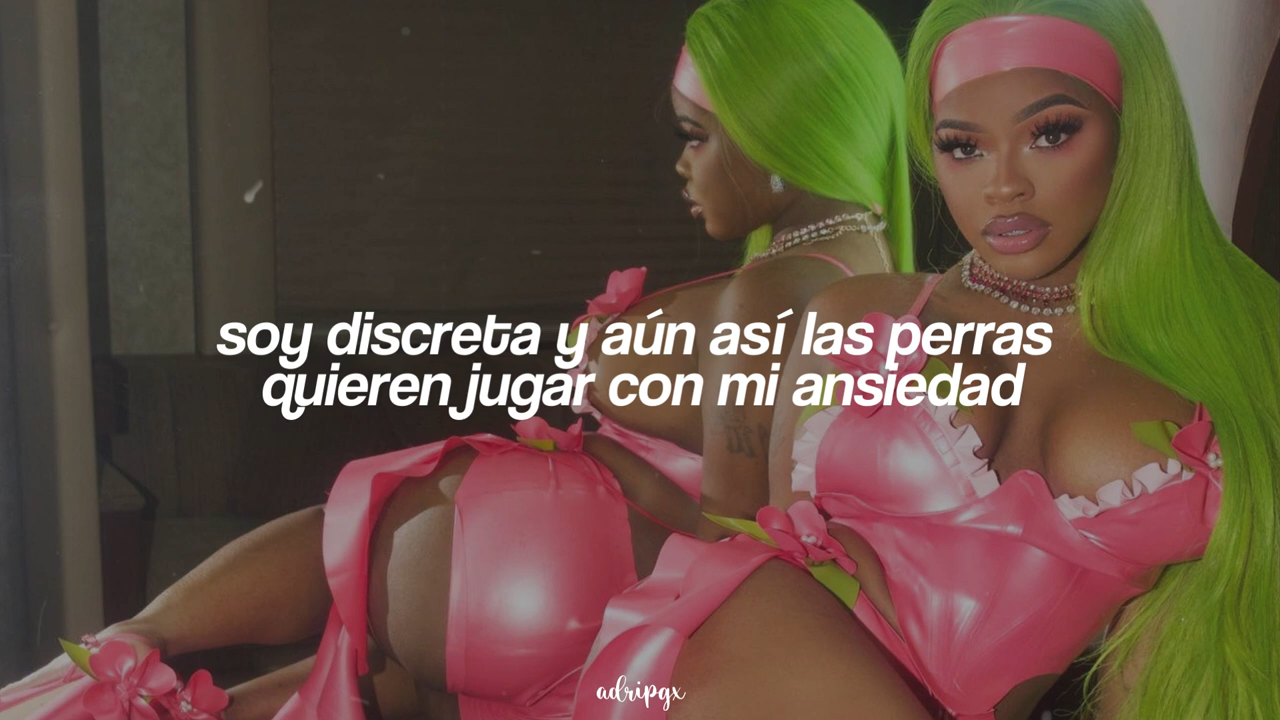 soy discreta y aún así las perras
quieren jugar con mi ansiedad
adripgx